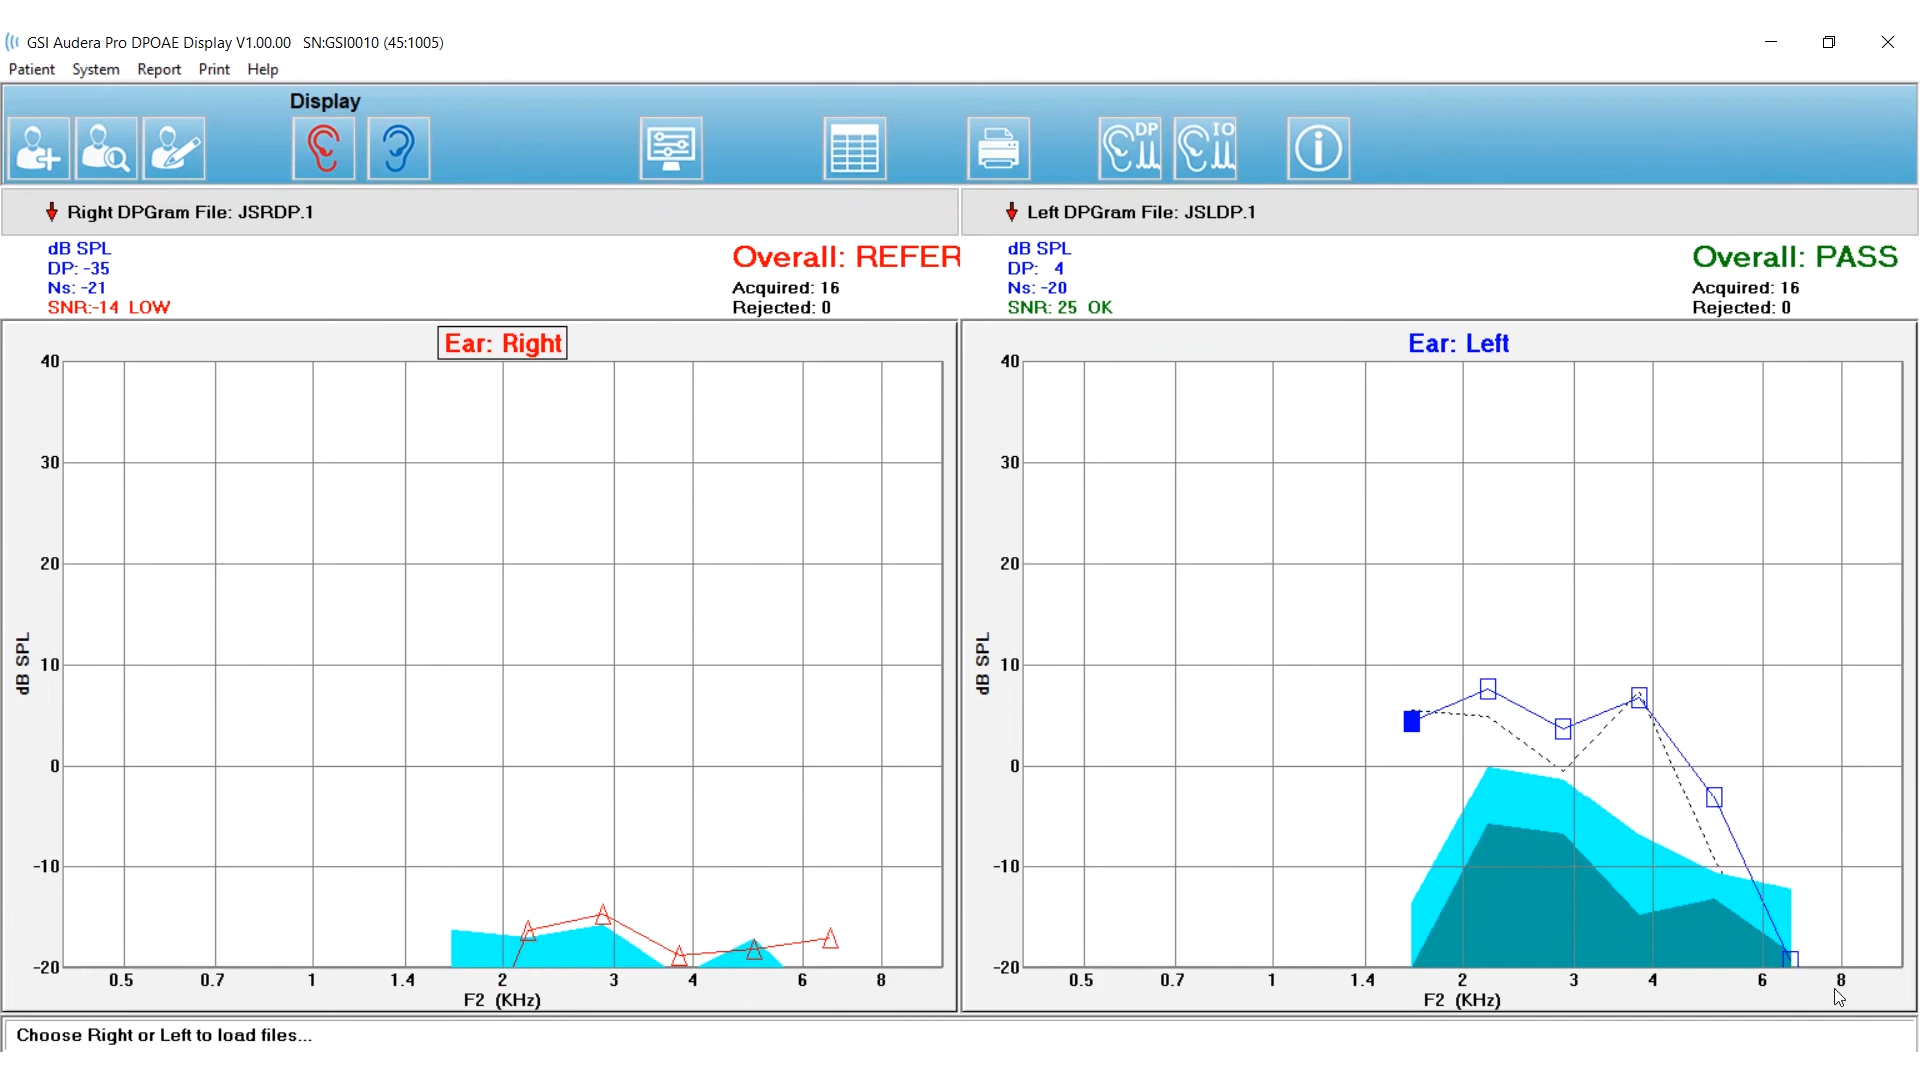 GSI Audera Pro DPOAE Display V1.00.00   SN:GSI0010 (45:1005)
Patient   System   Report   Print   Help
Display
DP   IO
Right DPGram File: JSRDP.1
dB SPL
DP: -35
Ns: -21
SNR:-14  LOW
Overall: REFER
Acquired: 16
Rejected: 0
Ear: Right
40
30
20
10
0
-10
-20
dB SPL
0.5   0.7   1   1.4   2   3   4   6   8
F2  (KHz)
Left DPGram File: JSLDP.1
dB SPL
DP:   4
Ns: -20
SNR: 25  OK
Overall: PASS
Acquired: 16
Rejected: 0
Ear: Left
40
30
20
10
0
-10
-20
dB SPL
0.5   0.7   1   1.4   2   3   4   6   8
F2  (KHz)
Choose Right or Left to load files...